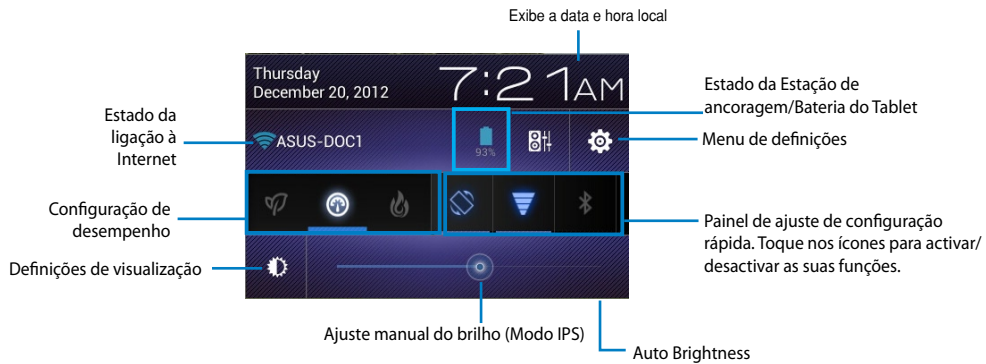 Exibe a data e hora local
Thursday
December 20, 2012
7:21AM
Estado da Estação de
ancoragem/Bateria do Tablet
Estado da
ligação à
Internet
ASUS-DOC1
93%
Menu de definições
Configuração de
desempenho
Painel de ajuste de configuração
rápida. Toque nos ícones para activar/
desactivar as suas funções.
Definições de visualização
Ajuste manual do brilho (Modo IPS)
Auto Brightness